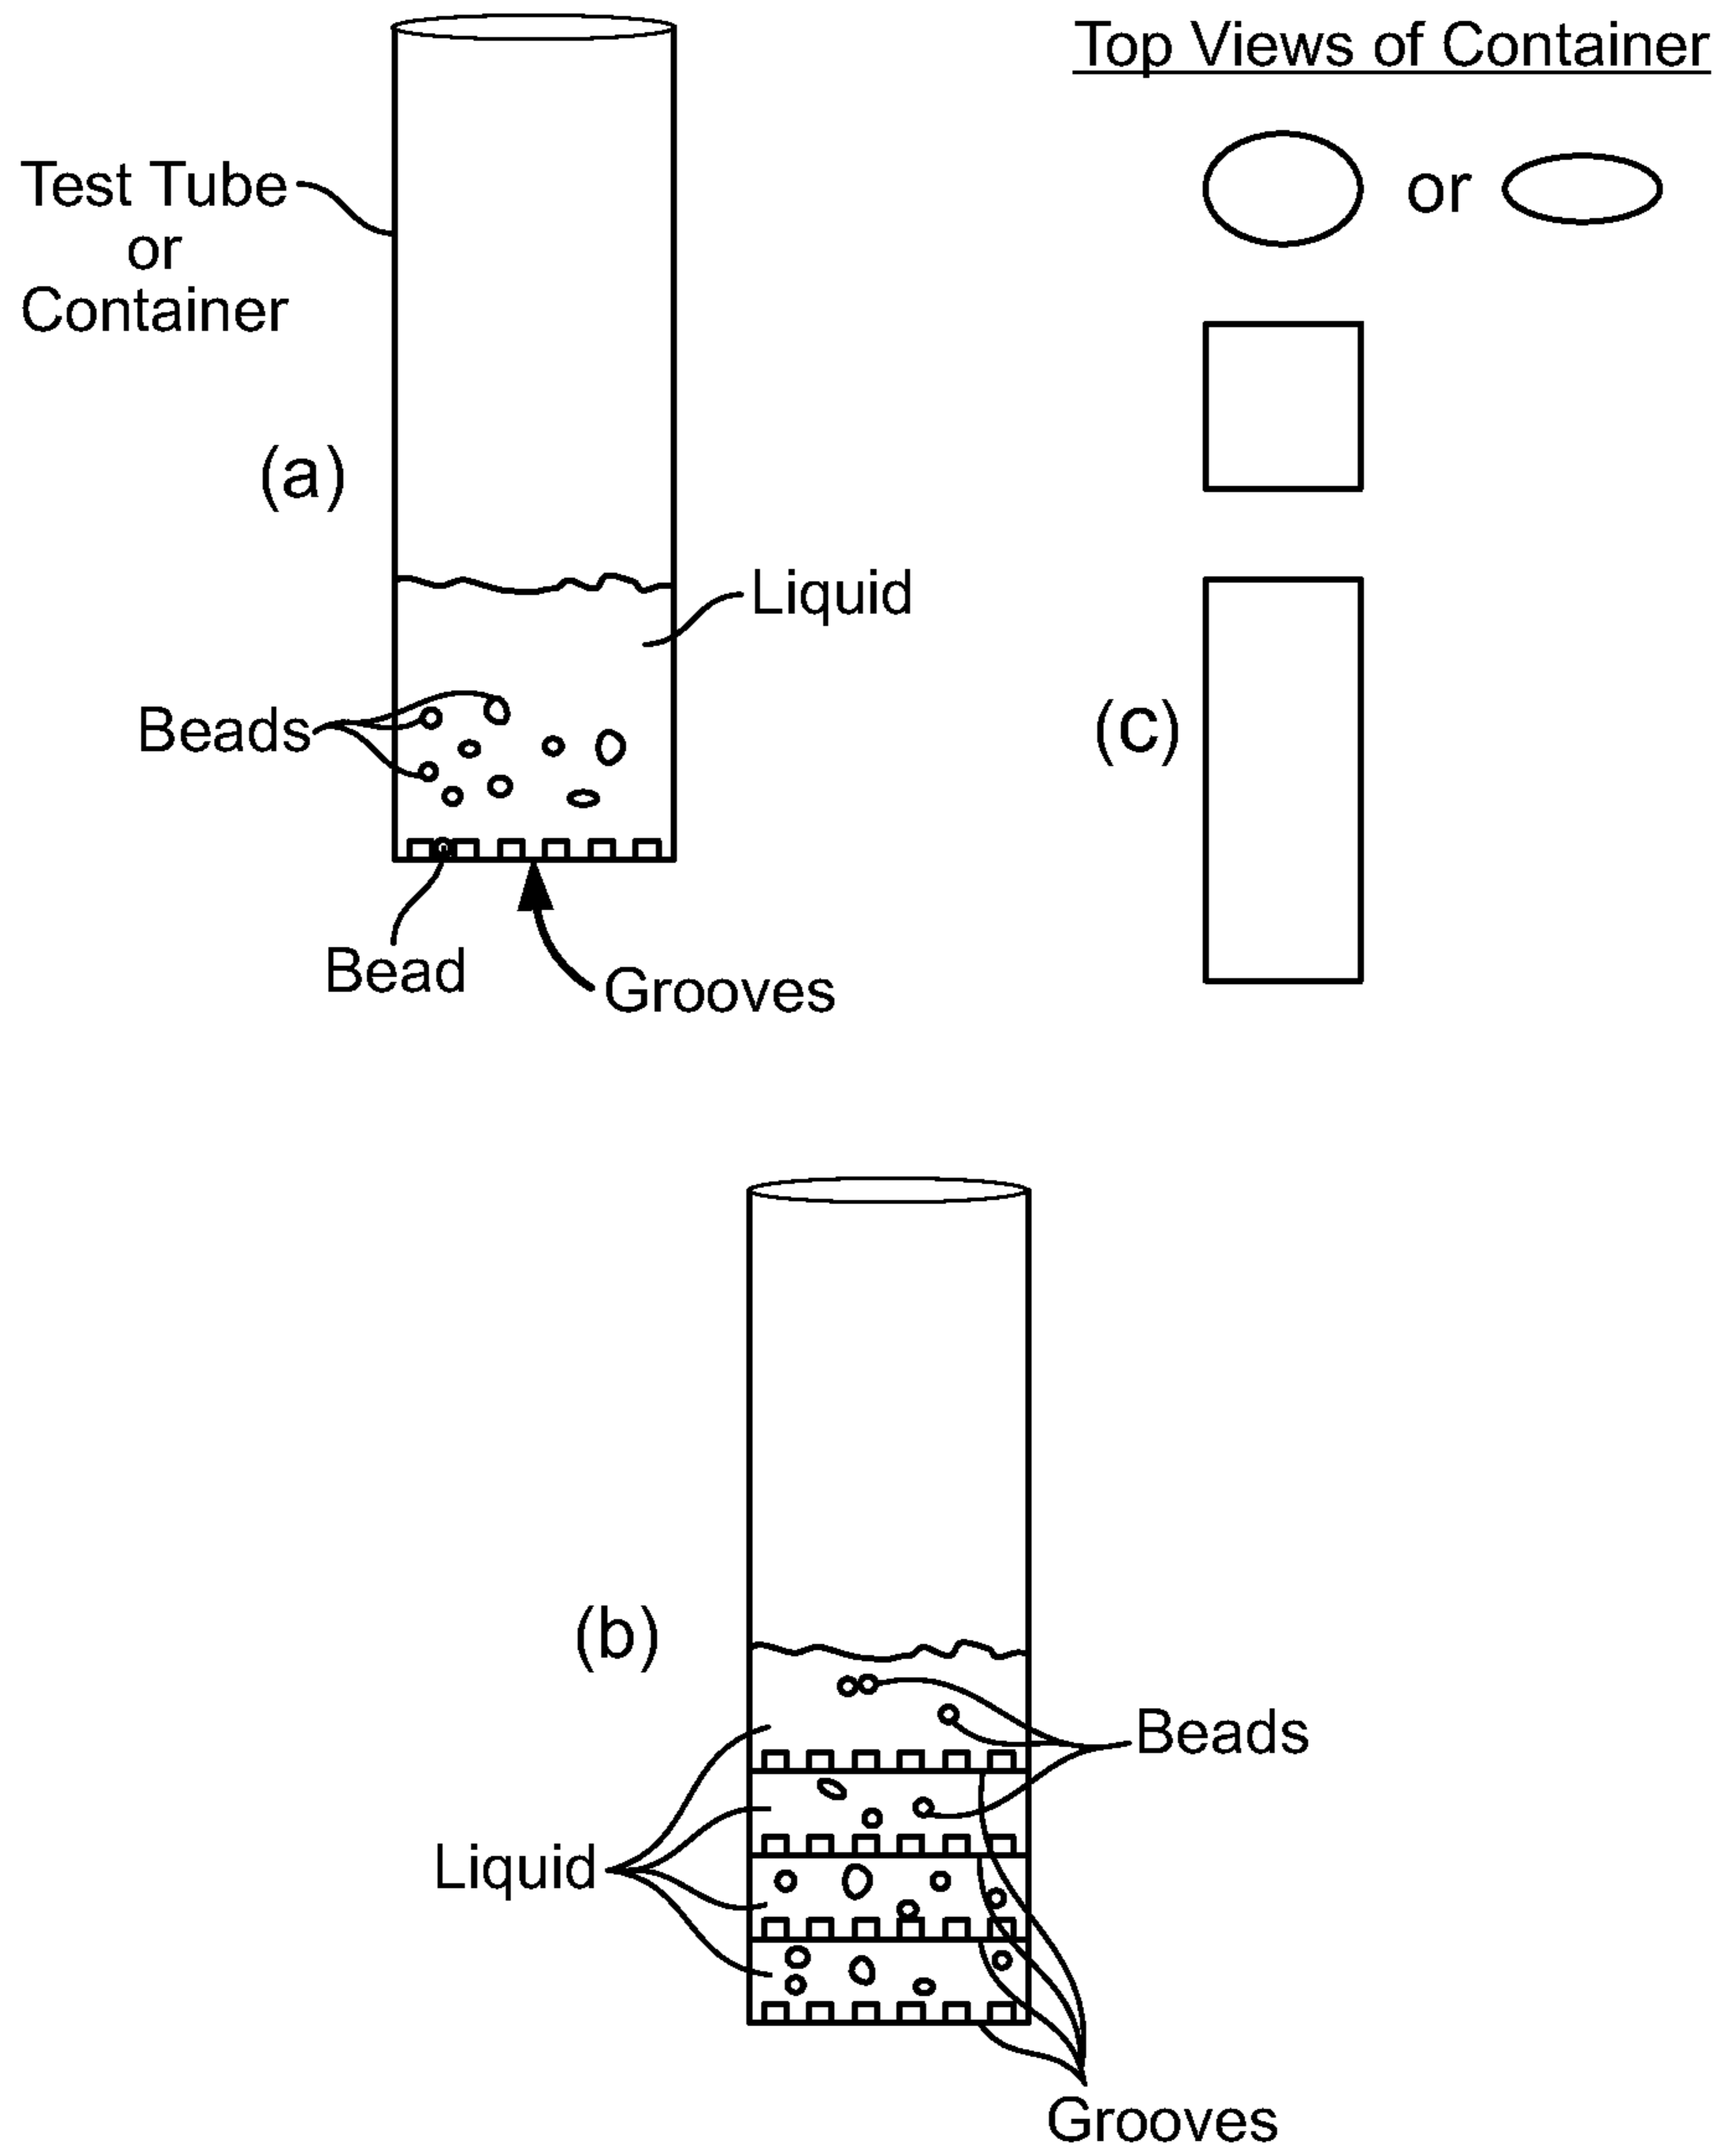 Top Views of Container
Test Tube
or
Container
or
(a)
Liquid
Beads
(c)
Bead
Grooves
(b)
Beads
Liquid
Grooves